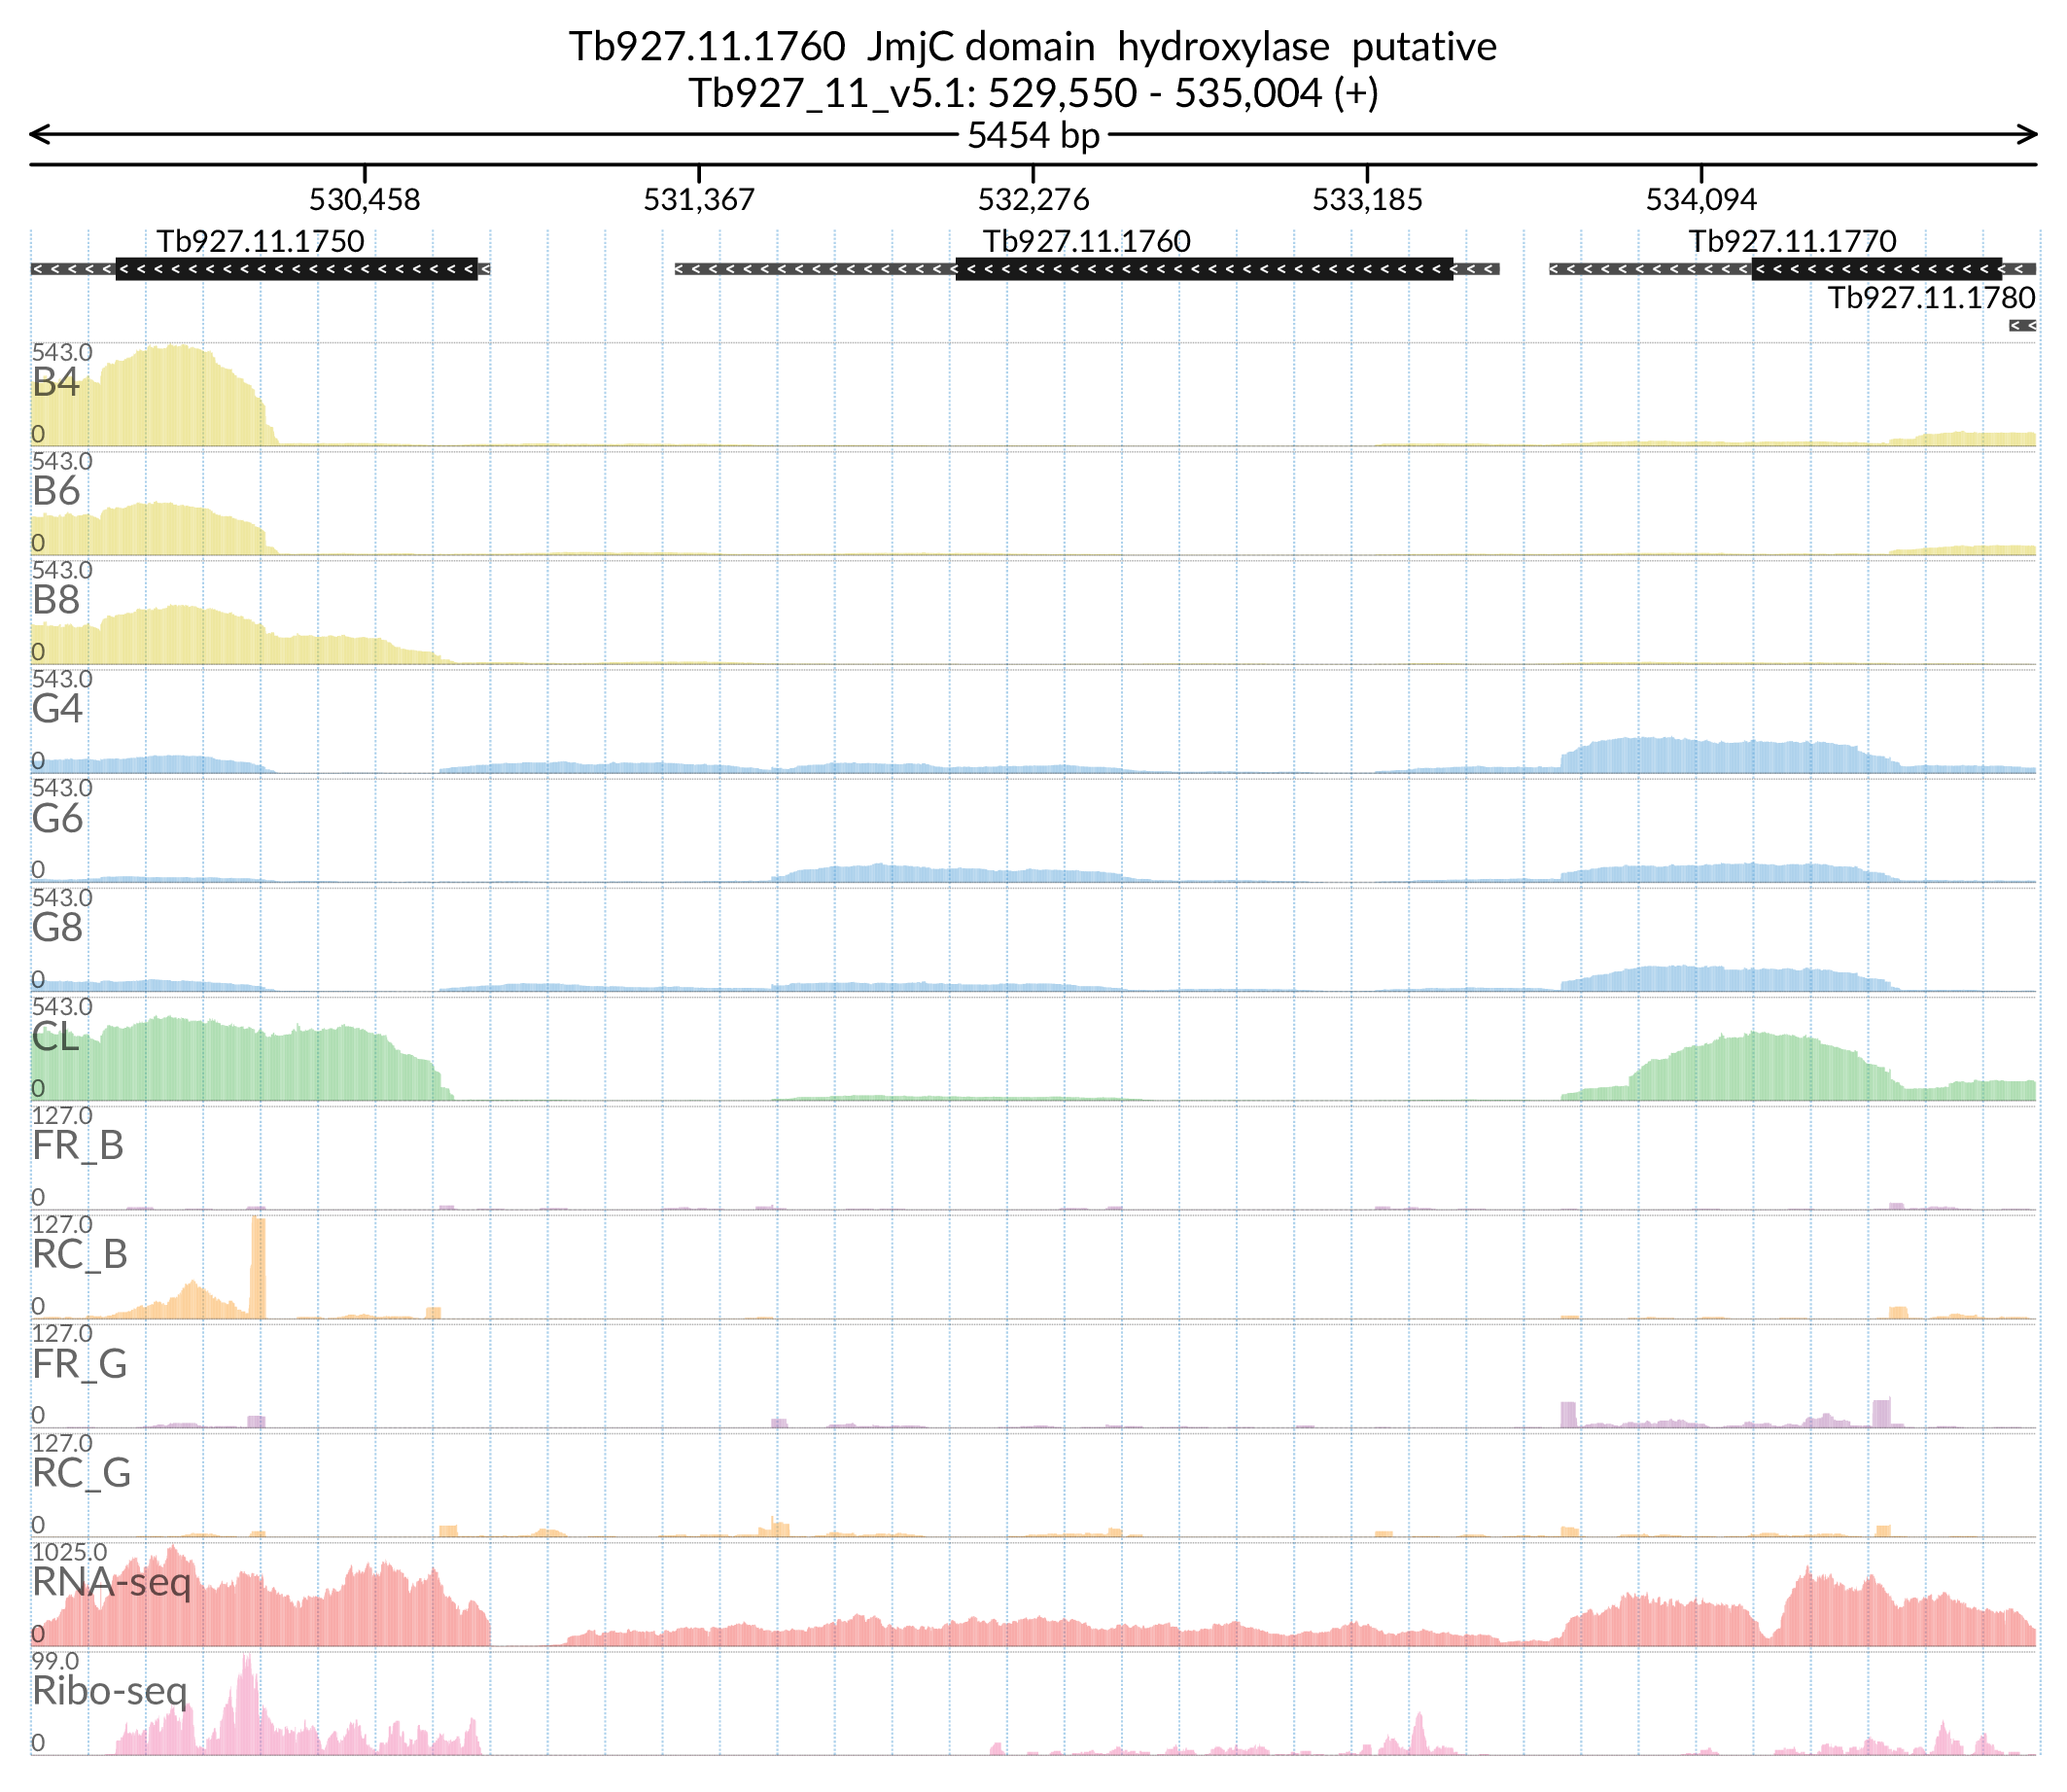 Tb927.11.1760 JmjC domain hydroxylase putative
Tb927_11_v5.1: 529,550 - 535,004 (+)
5454 bp
530,458 531,367 532,276 533,185 534,094
Tb927.11.1750 Tb927.11.1760 Tb927.11.1770
Tb927.11.1780
543.0
B4
0
543.0
B6
0
543.0
B8
0
543.0
G4
0
543.0
G6
0
543.0
G8
0
543.0
CL
0
127.0
FR_B
0
127.0
RC_B
0
127.0
FR_G
0
127.0
RC_G
0
1025.0
RNA-seq
0
99.0
Ribo-seq
0